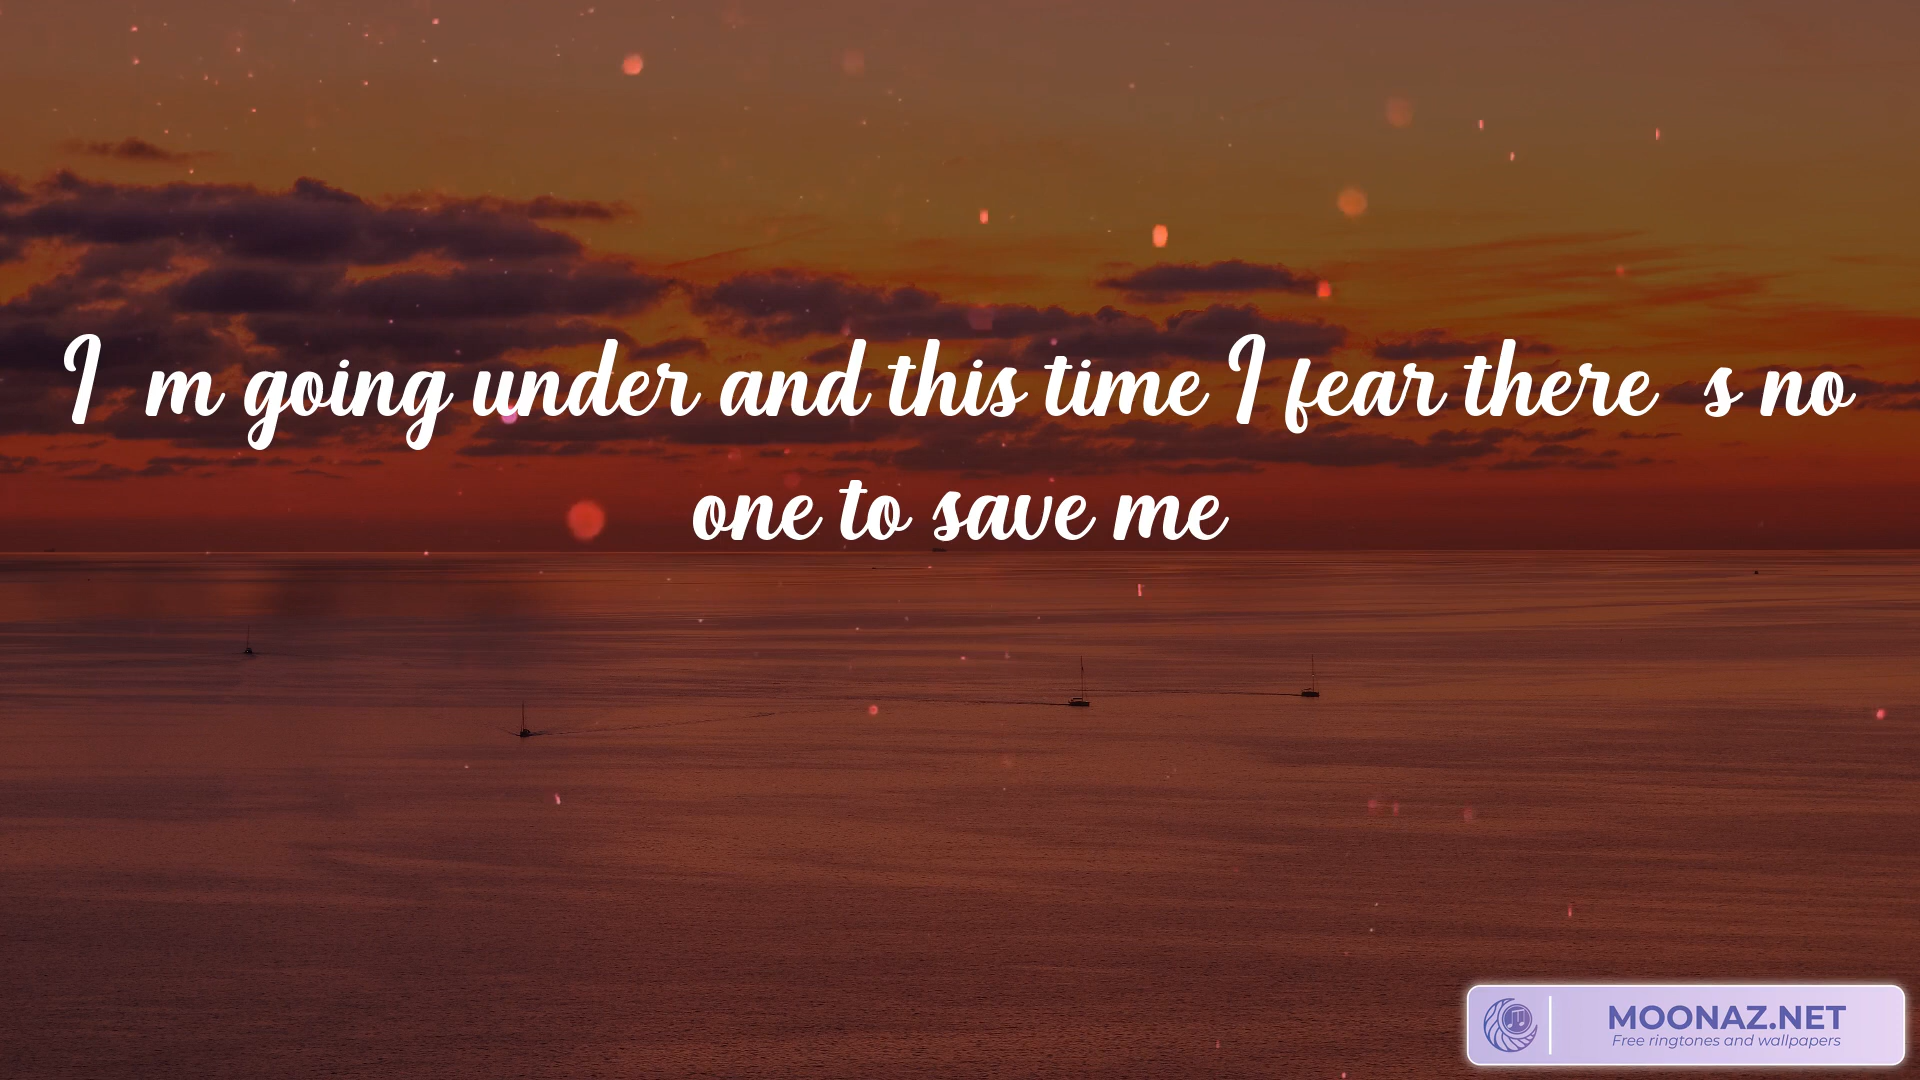 I m going under and this time I fear there s no
one to save me
MOONAZ.NET
Free ringtones and wallpapers